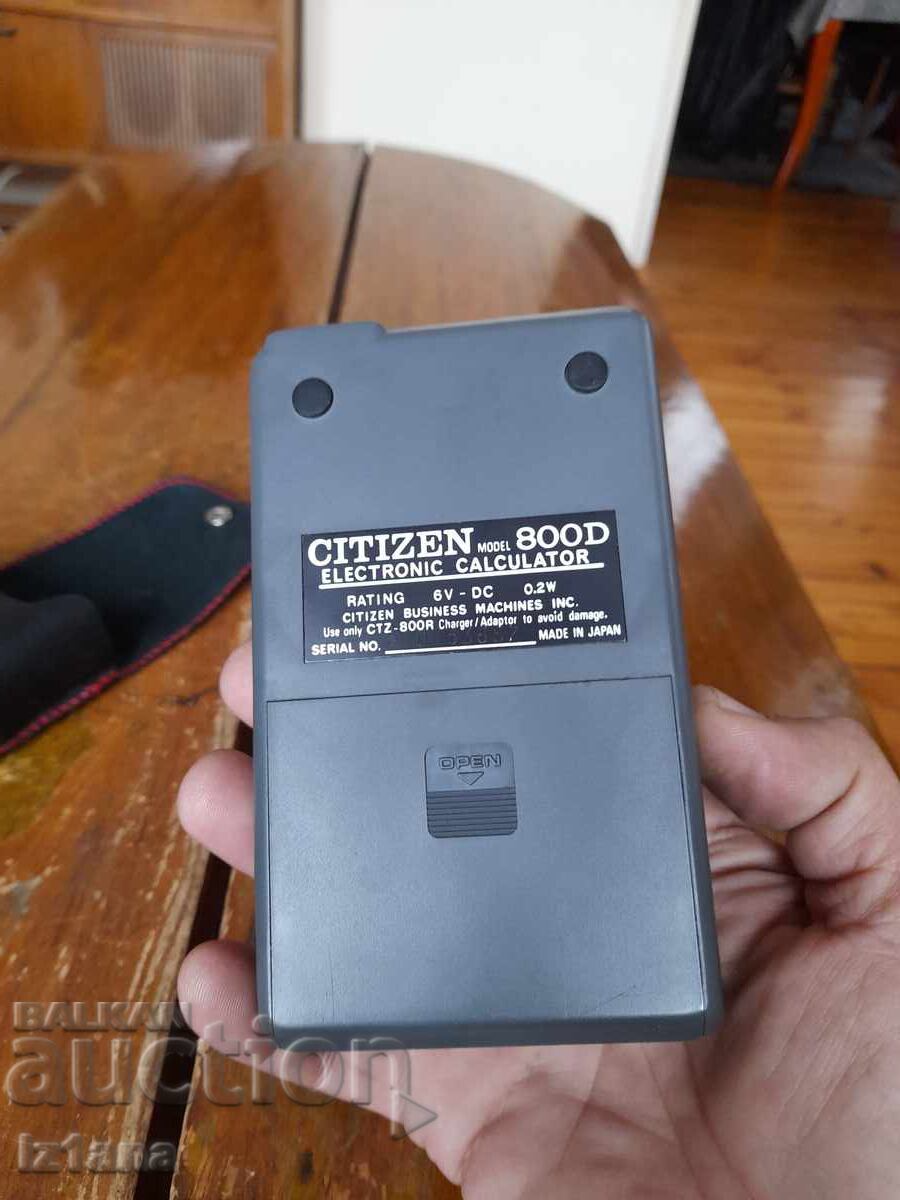 CITIZEN MODEL 800D
ELECTRONIC CALCULATOR
RATING 6V - DC 0.2W
CITIZEN BUSINESS MACHINES INC.
Use only CTZ-800R Charger/Adaptor to avoid damage.
SERIAL NO. MADE IN JAPAN
OPEN
BALKAN
auction
Iz1ana